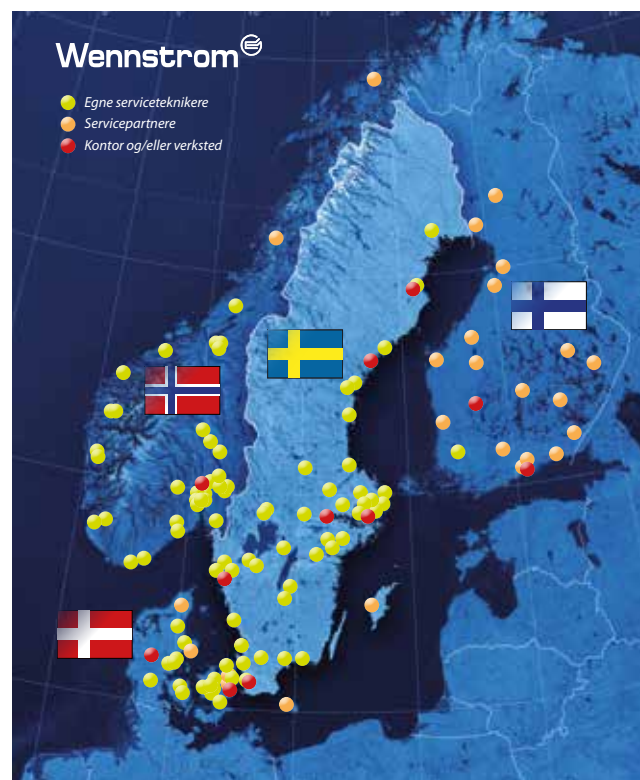 Wennstrom
Egne serviceteknikere
Servicepartnere
Kontor og/eller verksted